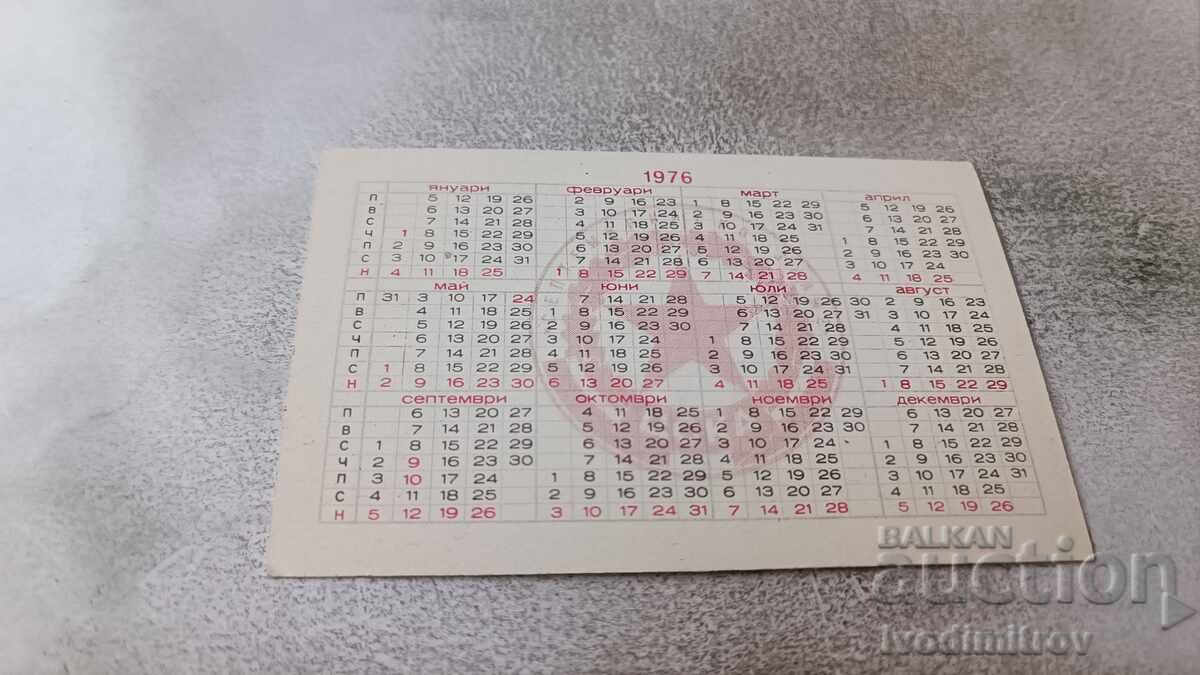 1976
януари февруари март април
П 5 12 19 26 2 9 16 23 1 8 15 22 29 5 12 19 26
В 6 13 20 27 3 10 17 24 2 9 16 23 30 6 13 20 27
С 7 14 21 28 4 11 18 25 3 10 17 24 31 7 14 21 28
Ч 1 8 15 22 29 5 12 19 26 4 11 18 25 1 8 15 22 29
П 2 9 16 23 30 6 13 20 27 5 12 19 26 2 9 16 23 30
С 3 10 17 24 31 7 14 21 28 6 13 20 27 3 10 17 24
Н 4 11 18 25 1 8 15 22 29 7 14 21 28 4 11 18 25
май юни юли август
П 31 3 10 17 24 7 14 21 28 5 12 19 26 30 2 9 16 23
В 4 11 18 25 1 8 15 22 29 6 13 20 27 31 3 10 17 24
С 5 12 19 26 2 9 16 23 30 7 14 21 28 4 11 18 25
Ч 6 13 20 27 3 10 17 24 1 8 15 22 29 5 12 19 26
П 7 14 21 28 4 11 18 25 2 9 16 23 30 6 13 20 27
С 1 8 15 22 29 5 12 19 26 3 10 17 24 31 7 14 21 28
Н 2 9 16 23 30 6 13 20 27 4 11 18 25 1 8 15 22 29
септември октомври ноември декември
П 6 13 20 27 4 11 18 25 1 8 15 22 29 6 13 20 27
В 7 14 21 28 5 12 19 26 2 9 16 23 30 7 14 21 28
С 1 8 15 22 29 6 13 20 27 3 10 17 24 1 8 15 22 29
Ч 2 9 16 23 30 7 14 21 28 4 11 18 25 2 9 16 23 30
П 3 10 17 24 1 8 15 22 29 5 12 19 26 3 10 17 24 31
С 4 11 18 25 2 9 16 23 30 6 13 20 27 4 11 18 25
Н 5 12 19 26 3 10 17 24 31 7 14 21 28 5 12 19 26
BALKAN
auction
Ivodimitrov